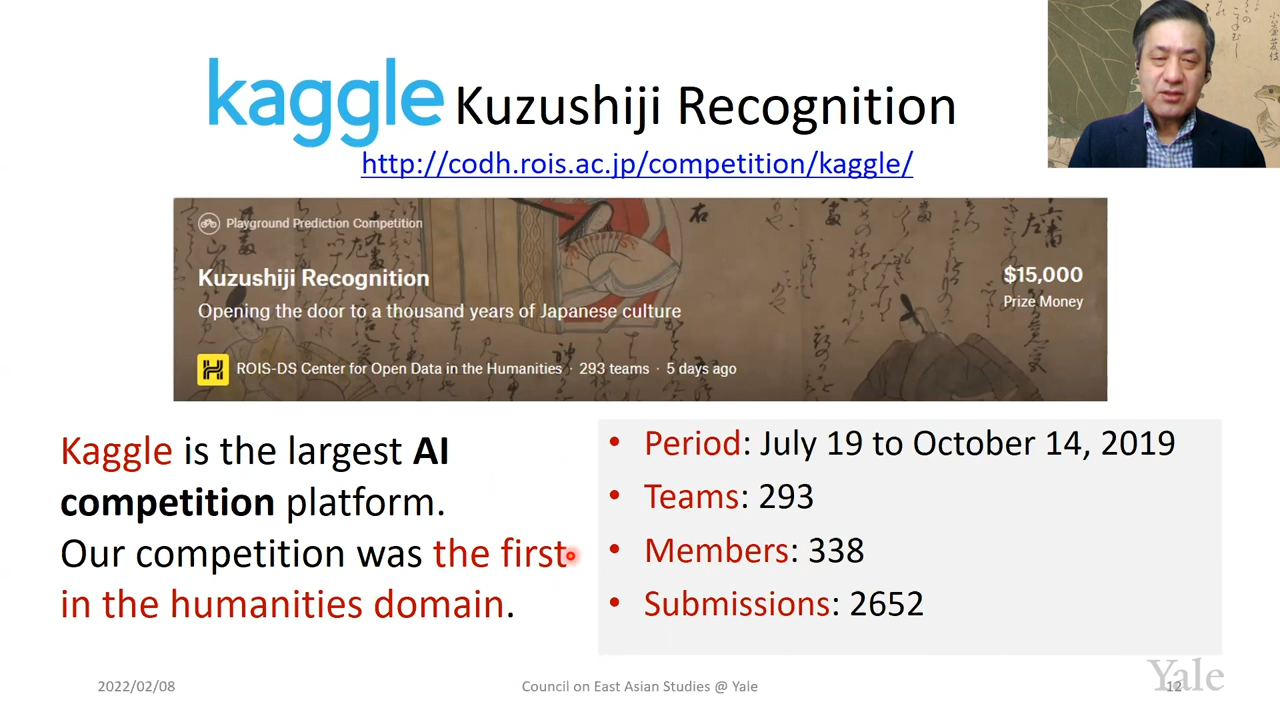 kaggle Kuzushiji Recognition
http://codh.rois.ac.jp/competition/kaggle/
Playground Prediction Competition
Kuzushiji Recognition
Opening the door to a thousand years of Japanese culture
$15,000
Prize Money
ROIS-DS Center for Open Data in the Humanities · 293 teams · 5 days ago
右
Kaggle is the largest AI
competition platform.
Our competition was the first
in the humanities domain.
• Period: July 19 to October 14, 2019
• Teams: 293
• Members: 338
• Submissions: 2652
2022/02/08
Council on East Asian Studies @ Yale
Yale
12